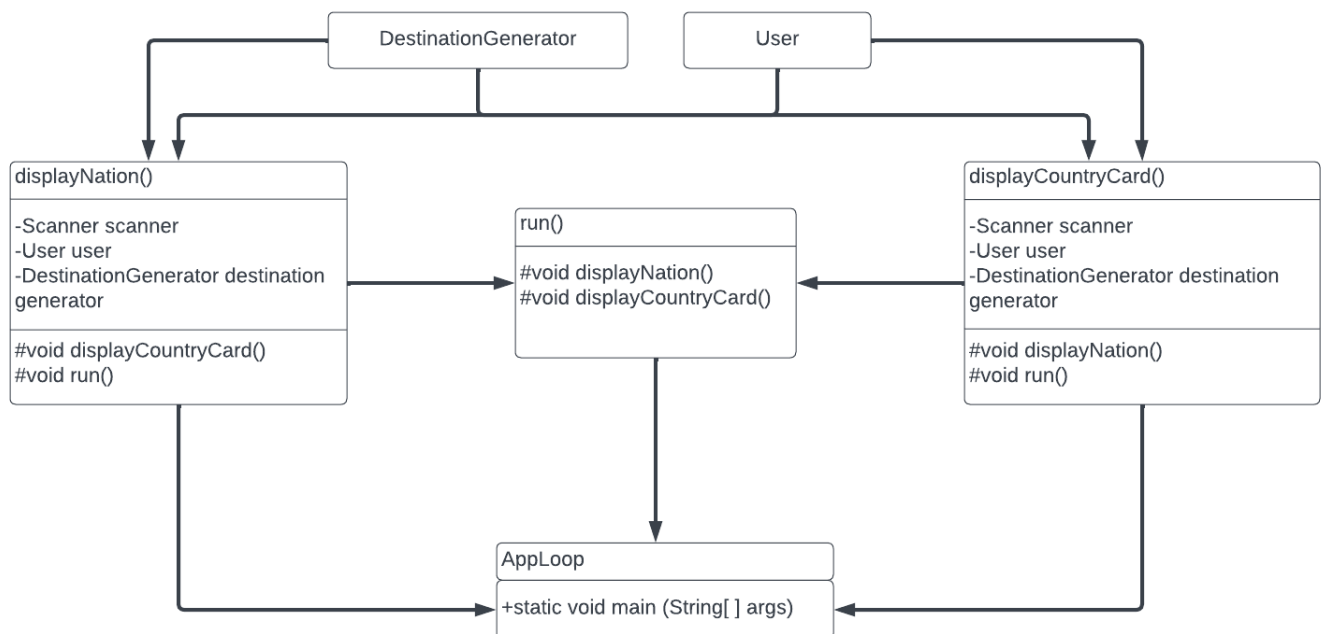 DestinationGenerator
User
displayNation()
-Scanner scanner
-User user
-DestinationGenerator destination
generator
#void displayCountryCard()
#void run()
run()
#void displayNation()
#void displayCountryCard()
displayCountryCard()
-Scanner scanner
-User user
-DestinationGenerator destination
generator
#void displayNation()
#void run()
AppLoop
+static void main (String[ ] args)